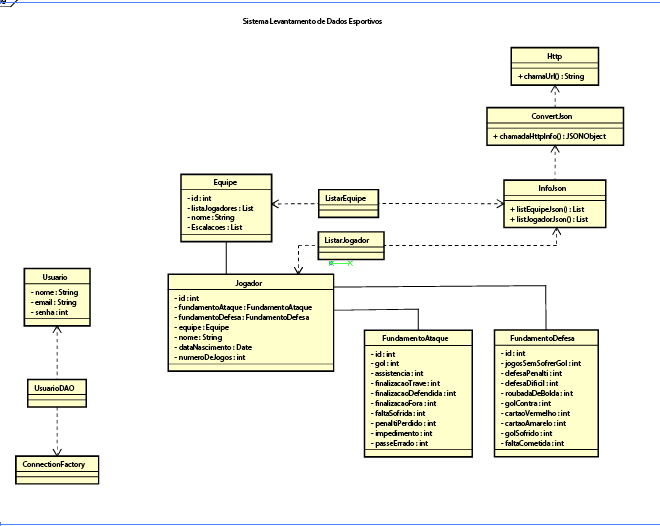 Sistema Levantamento de Dados Esportivos
Http
+ chamaUrl() : String
ConvertJson
+ chamadaHttpInfo() : JSONObject
InfoJson
+ listEquipeJson() : List
+ listJogadorJson() : List
Equipe
- id : int
- listaJogadores : List
- nome : String
- Escalacoes : List
ListarEquipe
ListarJogador
Jogador
- id : int
- fundamentoAtaque : FundamentoAtaque
- fundamentoDefesa : FundamentoDefesa
- equipe : Equipe
- nome : String
- dataNascimento : Date
- numeroDeJogos : int
Usuario
- nome : String
- email : String
- senha : int
UsuarioDAO
ConnectionFactory
FundamentoAtaque
- id : int
- gol : int
- assistencia : int
- finalizacaoTrave : int
- finalizacaoDefendida : int
- finalizacaoFora : int
- faltaSofrida : int
- penaltiPerdido : int
- impedimento : int
- passeErrado : int
FundamentoDefesa
- id : int
- jogosSemSofrerGol : int
- defesaPenalti : int
- defesaDificil : int
- roubadaDeBolda : int
- golContra : int
- cartaoVermelho : int
- cartaoAmarelo : int
- golSofrido : int
- faltaCometida : int